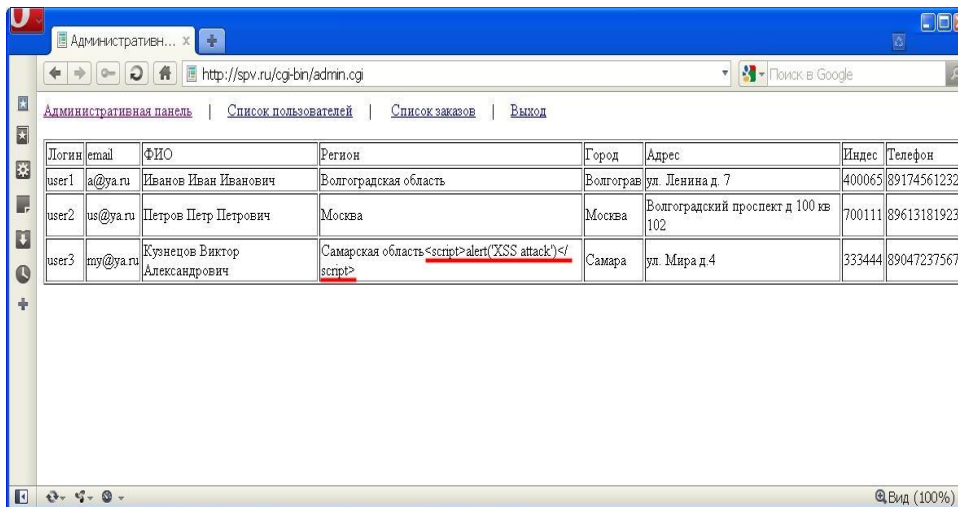 Административн...
http://spv.ru/cgi-bin/admin.cgi
Поиск в Google
Административная панель | Список пользователей | Список заказов | Выход
Логин email ФИО Регион Город Адрес Индес Телефон
user1 a@ya.ru Иванов Иван Иванович Волгоградская область Волгограв ул. Ленина д. 7 400065 89174561232
user2 us@ya.ru Петров Петр Петрович Москва Москва Волгоградский проспект д 100 кв
102 700111 89613181923
user3 my@ya.ru Кузнецов Виктор
Александрович Самарская область<script>alert('XSS attack')</
script> Самара ул. Мира д.4 333444 89047237567
Вид (100%)